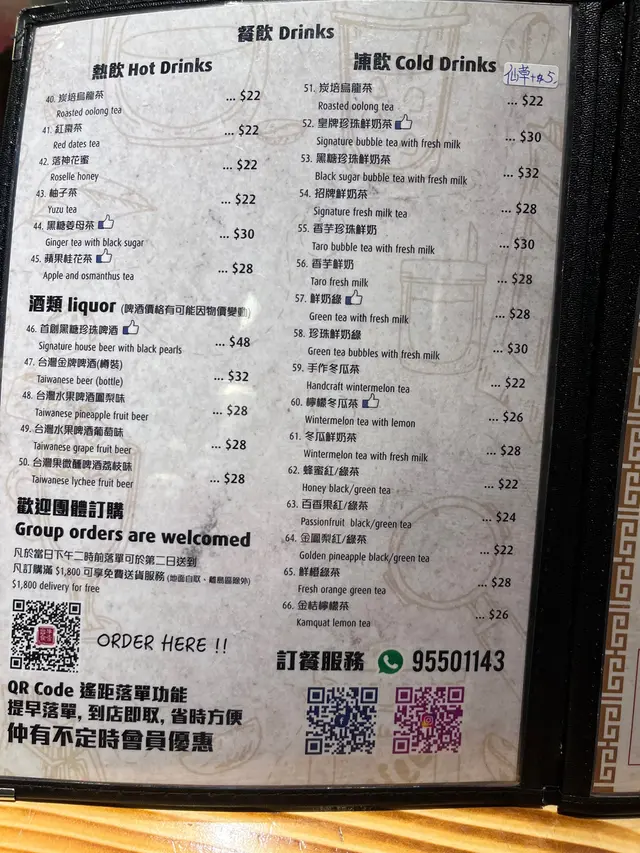 餐飲 Drinks
熱飲 Hot Drinks
40. 炭焙烏龍茶 ... $22
Roasted oolong tea
41. 紅棗茶 ... $22
Red dates tea
42. 落神花蜜 ... $22
Roselle honey
43. 柚子茶 ... $22
Yuzu tea
44. 黑糖姜母茶 ... $30
Ginger tea with black sugar
45. 蘋果桂花茶 ... $28
Apple and osmanthus tea
酒類 liquor (啤酒價格有可能因物價變動)
46. 首創黑糖珍珠啤酒 ... $48
Signature house beer with black pearls
47. 台灣金牌啤酒(樽裝) ... $32
Taiwanese beer (bottle)
48. 台灣水果啤酒鳳梨味 ... $28
Taiwanese pineapple fruit beer
49. 台灣水果啤酒葡萄味 ... $28
Taiwanese grape fruit beer
50. 台灣果微醺啤酒荔枝味 ... $28
Taiwanese lychee fruit beer
歡迎團體訂購
Group orders are welcomed
凡於當日下午二時前落單可於第二日送到
凡訂購滿 $1,800 可享免費送貨服務 (地面自取、離島區除外)
$1,800 delivery for free
ORDER HERE !!
QR Code 遙距落單功能
提早落單, 到店即取, 省時方便
仲有不定時會員優惠
凍飲 Cold Drinks
仙草+$5
51. 炭焙烏龍茶 ... $22
Roasted oolong tea
52. 皇牌珍珠鮮奶茶 ... $30
Signature bubble tea with fresh milk
53. 黑糖珍珠鮮奶茶 ... $32
Black sugar bubble tea with fresh milk
54. 招牌鮮奶茶 ... $28
Signature fresh milk tea
55. 香芋珍珠鮮奶 ... $30
Taro bubble tea with fresh milk
56. 香芋鮮奶 ... $28
Taro fresh milk
57. 鮮奶綠 ... $28
Green tea with fresh milk
58. 珍珠鮮奶綠 ... $30
Green tea bubbles with fresh milk
59. 手作冬瓜茶 ... $22
Handcraft wintermelon tea
60. 檸檬冬瓜茶 ... $26
Wintermelon tea with lemon
61. 冬瓜鮮奶茶 ... $28
Wintermelon tea with fresh milk
62. 蜂蜜紅/綠茶 ... $22
Honey black/green tea
63. 百香果紅/綠茶 ... $24
Passionfruit black/green tea
64. 金鳳梨紅/綠茶 ... $22
Golden pineapple black/green tea
65. 鮮橙綠茶 ... $28
Fresh orange green tea
66. 金桔檸檬茶 ... $26
Kamquat lemon tea
訂餐服務 95501143